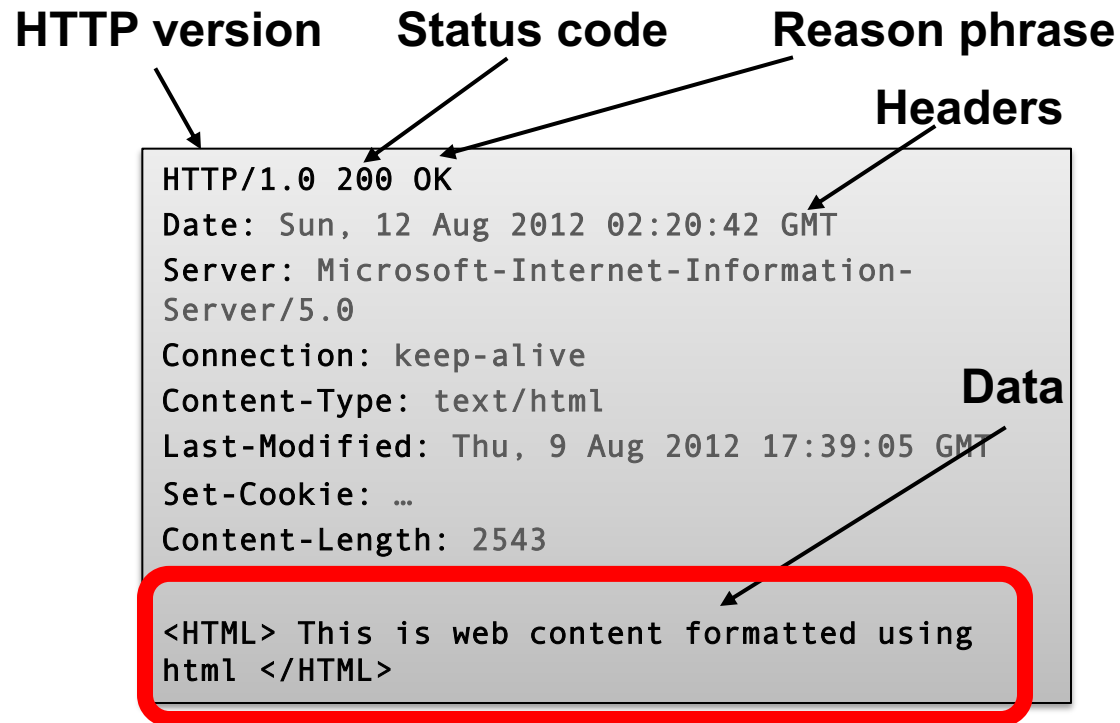 HTTP version Status code Reason phrase
Headers
HTTP/1.0 200 OK
Date: Sun, 12 Aug 2012 02:20:42 GMT
Server: Microsoft-Internet-Information-
Server/5.0
Connection: keep-alive
Content-Type: text/html
Data
Last-Modified: Thu, 9 Aug 2012 17:39:05 GMT
Set-Cookie: …
Content-Length: 2543
<HTML> This is web content formatted using
html </HTML>